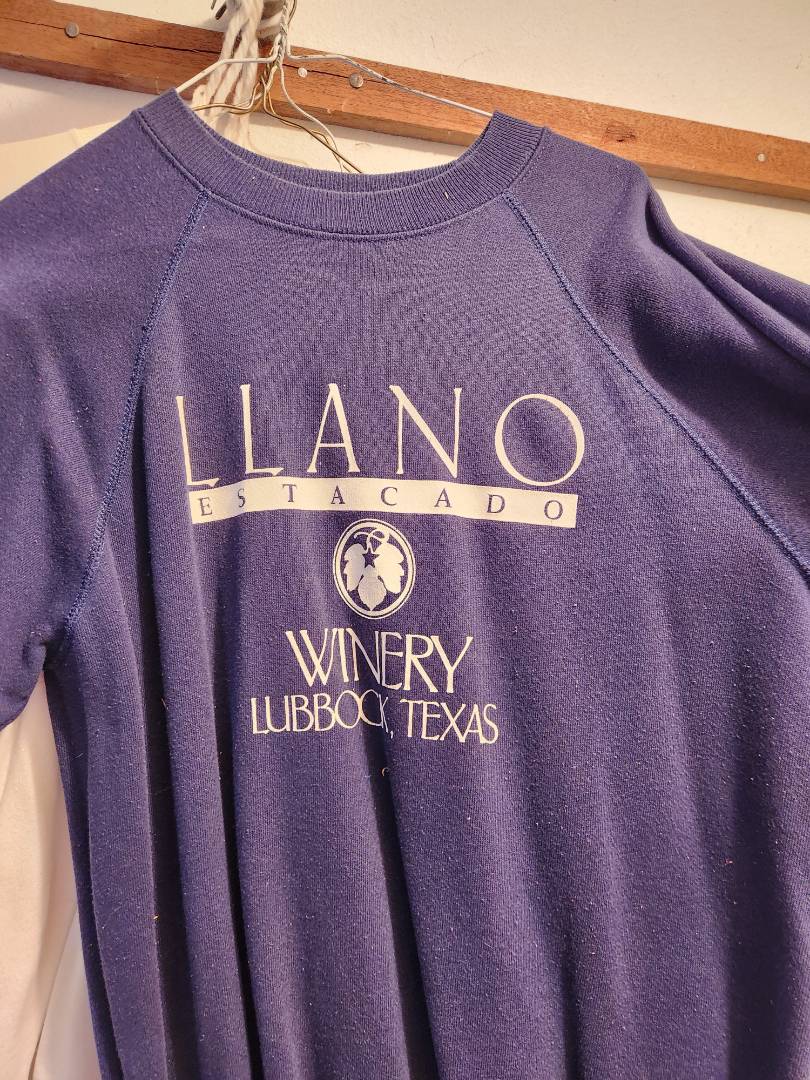 LLANO
ESTACADO
WINERY
LUBBOCK, TEXAS